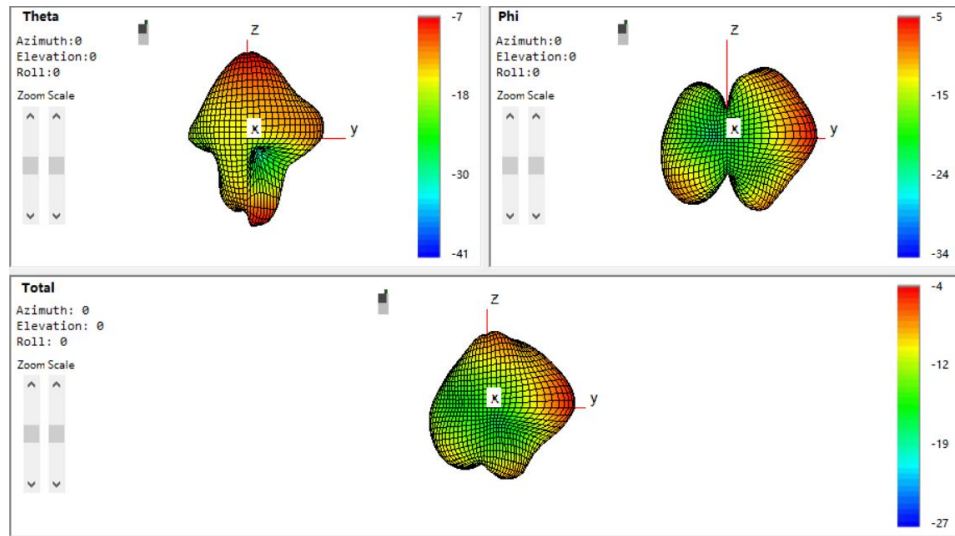 Theta
Azimuth:0
Elevation:0
Roll:0
Zoom Scale
z
x
y
-7
-18
-30
-41
Phi
Azimuth:0
Elevation:0
Roll:0
Zoom Scale
z
x
y
-5
-15
-24
-34
Total
Azimuth: 0
Elevation: 0
Roll: 0
Zoom Scale
z
x
y
-4
-12
-19
-27